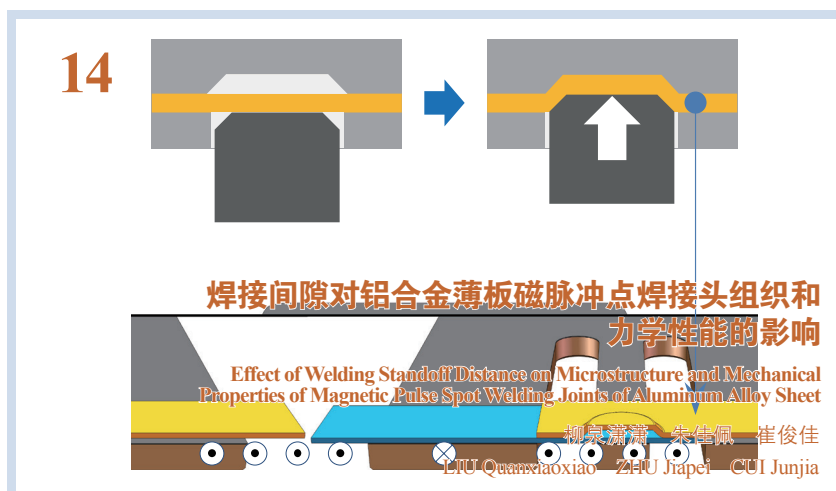 14
焊接间隙对铝合金薄板磁脉冲点焊接头组织和
力学性能的影响
Effect of Welding Standoff Distance on Microstructure and Mechanical
Properties of Magnetic Pulse Spot Welding Joints of Aluminum Alloy Sheet
柳泉潇潇 朱佳佩 崔俊佳
LIU Quanxiaoxiao ZHU Jiapei CUI Junjia